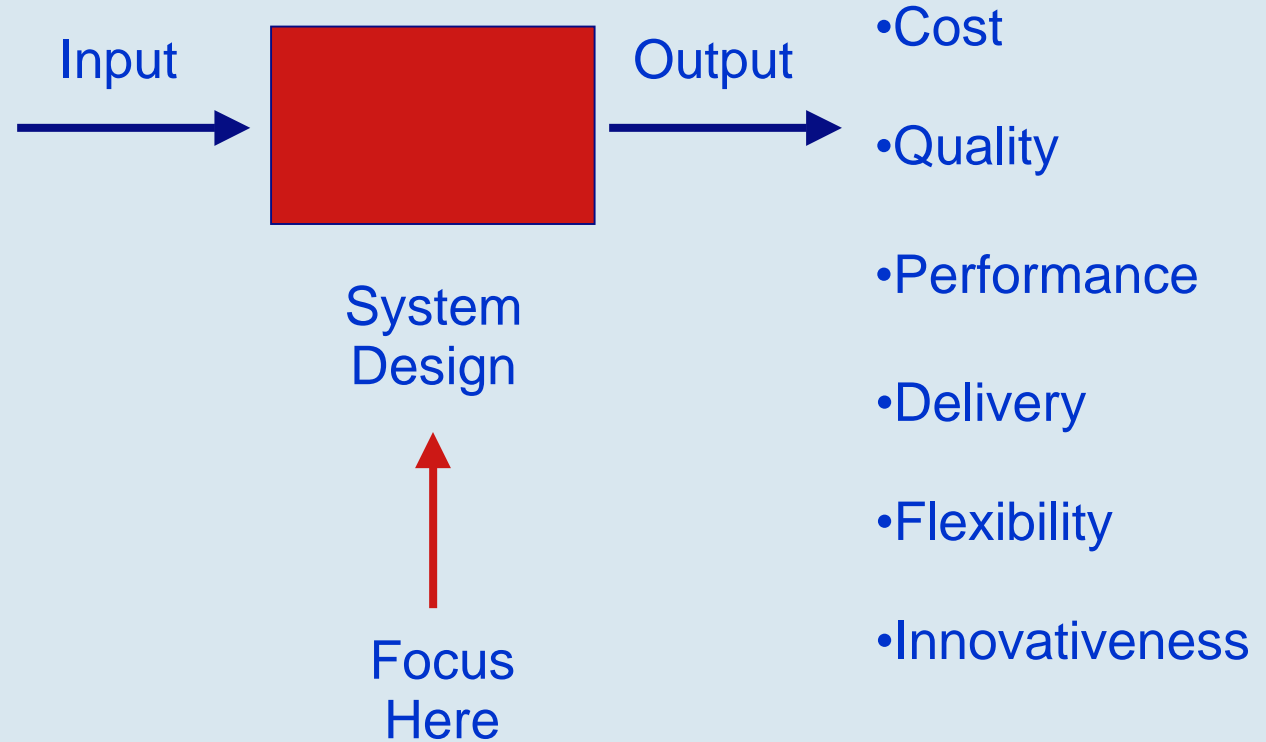 Input
Output
System
Design
Focus
Here
•Cost
•Quality
•Performance
•Delivery
•Flexibility
•Innovativeness